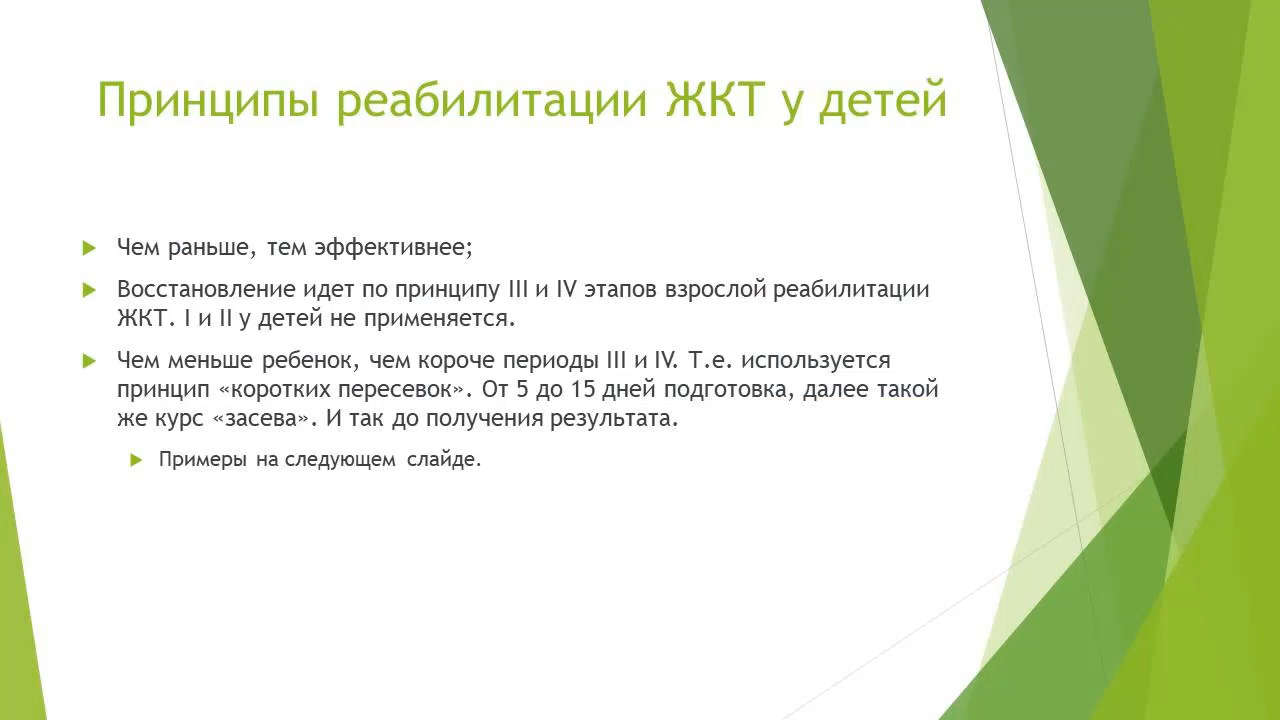 Принципы реабилитации ЖКТ у детей
Чем раньше, тем эффективнее;
Восстановление идет по принципу III и IV этапов взрослой реабилитации
ЖКТ. I и II у детей не применяется.
Чем меньше ребенок, чем короче периоды III и IV. Т.е. используется
принцип «коротких пересевок». От 5 до 15 дней подготовка, далее такой
же курс «засева». И так до получения результата.
Примеры на следующем слайде.